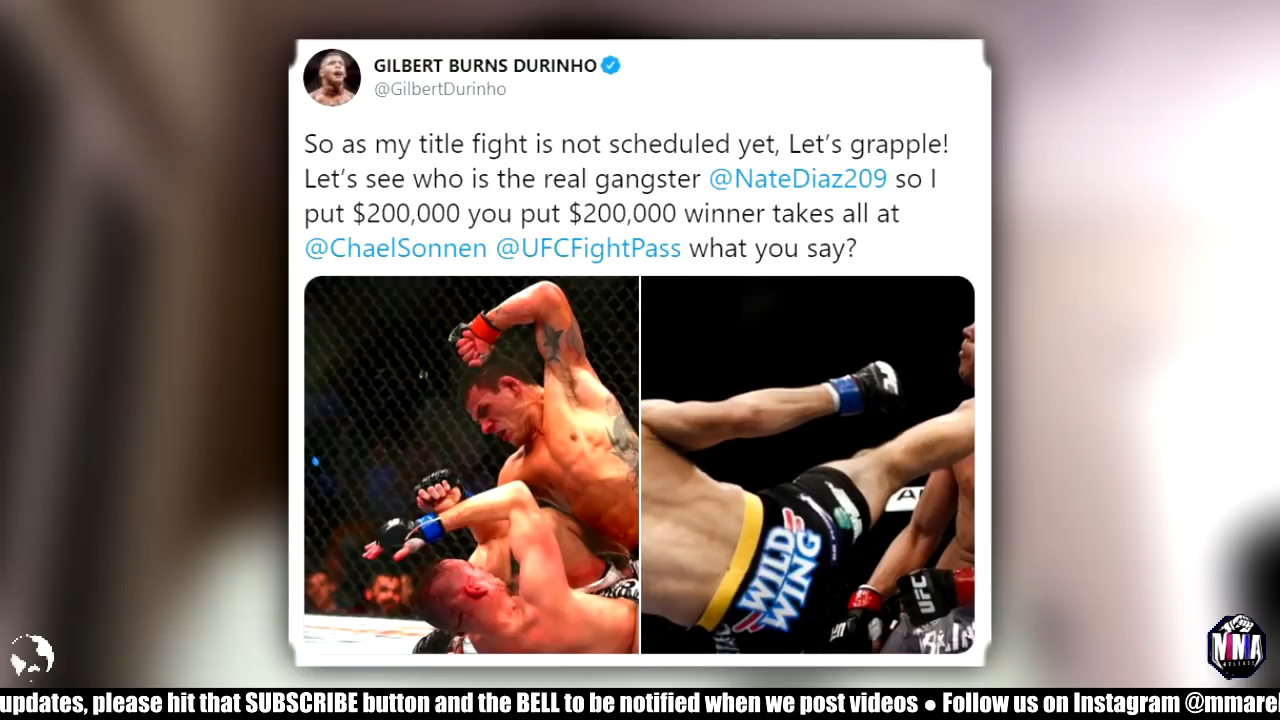 GILBERT BURNS DURINHO
@GilbertDurinho
So as my title fight is not scheduled yet, Let’s grapple!
Let’s see who is the real gangster @NateDiaz209 so I
put $200,000 you put $200,000 winner takes all at
@ChaelSonnen @UFCFightPass what you say?
WILD
WING
UFC
MMA
RELEASE
updates, please hit that SUBSCRIBE button and the BELL to be notified when we post videos ● Follow us on Instagram @mmare